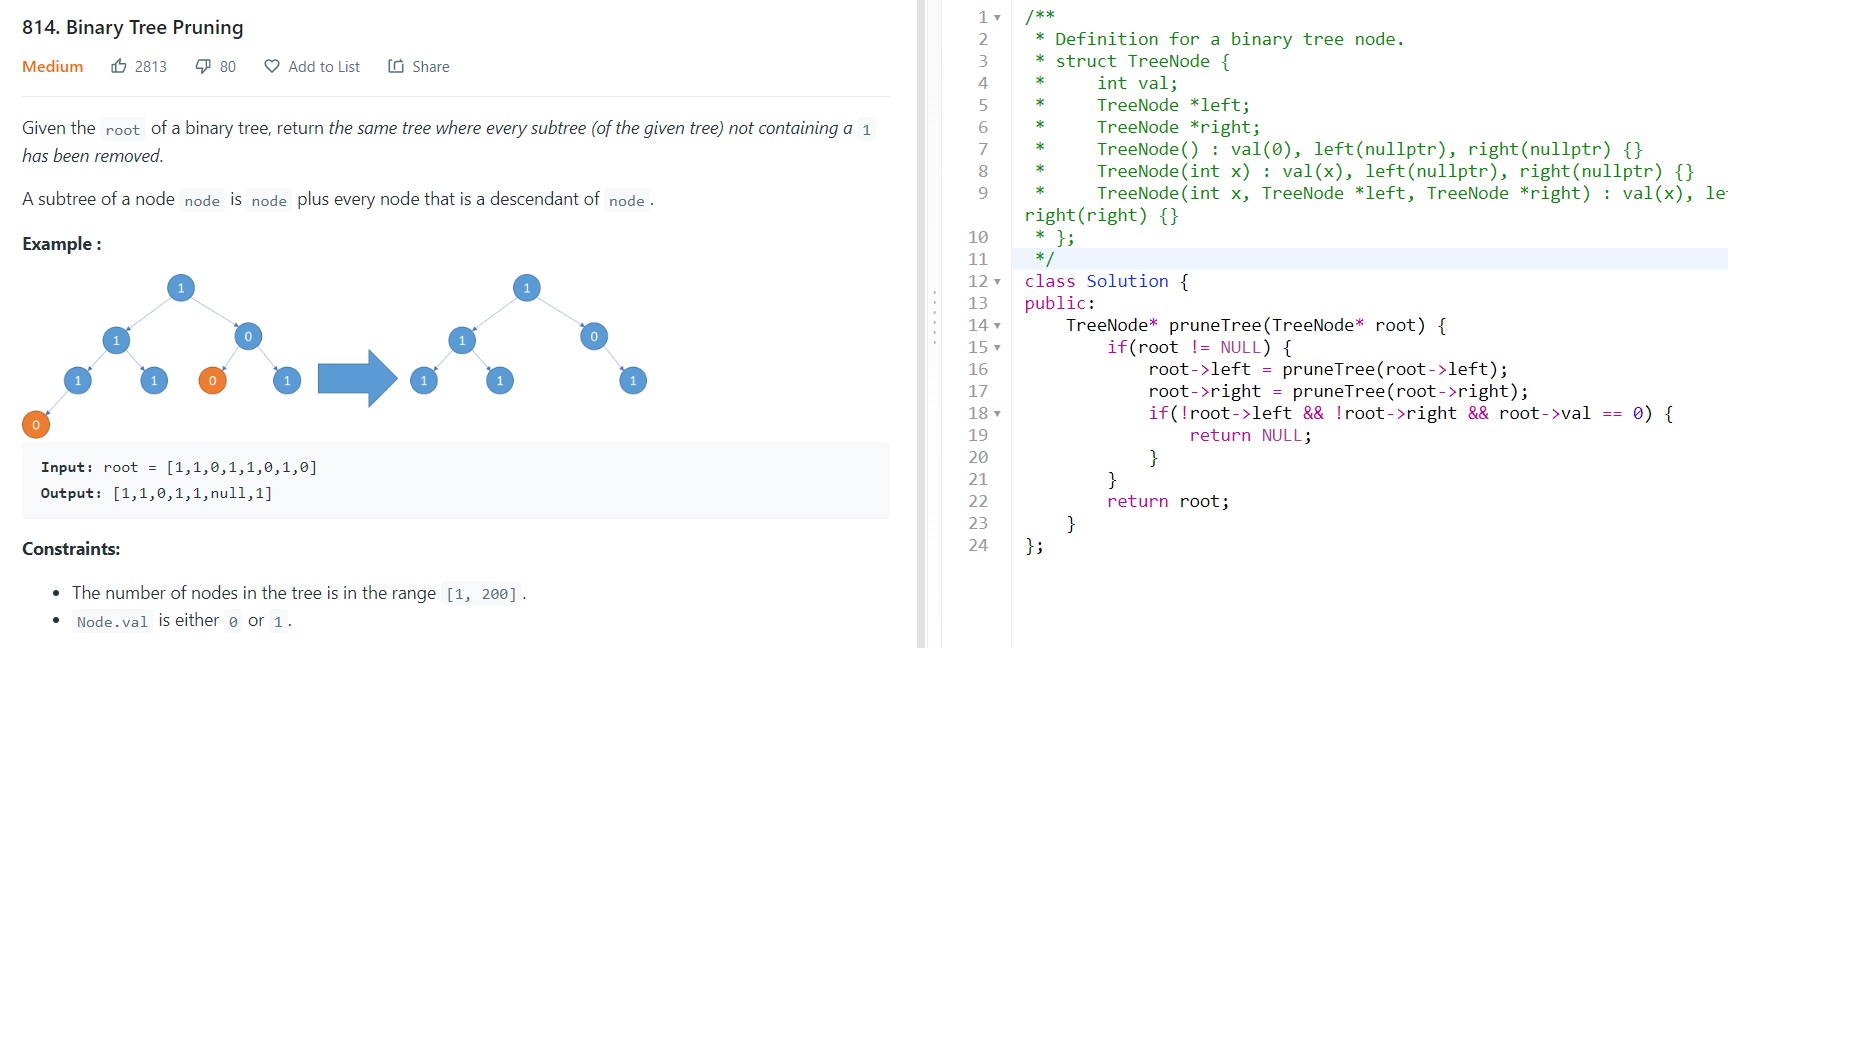 814. Binary Tree Pruning
Medium 2813 80 Add to List Share
Given the root of a binary tree, return the same tree where every subtree (of the given tree) not containing a 1
has been removed.
A subtree of a node node is node plus every node that is a descendant of node .
Example :
1
1 0
1 1 0 1
0
1
1 0
1 1 1
Input: root = [1,1,0,1,1,0,1,0]
Output: [1,1,0,1,1,null,1]
Constraints:
• The number of nodes in the tree is in the range [1, 200] .
• Node.val is either 0 or 1 .
1 /**
2  * Definition for a binary tree node.
3  * struct TreeNode {
4  *     int val;
5  *     TreeNode *left;
6  *     TreeNode *right;
7  *     TreeNode() : val(0), left(nullptr), right(nullptr) {}
8  *     TreeNode(int x) : val(x), left(nullptr), right(nullptr) {}
9  *     TreeNode(int x, TreeNode *left, TreeNode *right) : val(x), le
right(right) {}
10  * };
11  */
12 class Solution {
13 public:
14     TreeNode* pruneTree(TreeNode* root) {
15         if(root != NULL) {
16             root->left = pruneTree(root->left);
17             root->right = pruneTree(root->right);
18             if(!root->left && !root->right && root->val == 0) {
19                 return NULL;
20             }
21         }
22         return root;
23     }
24 };